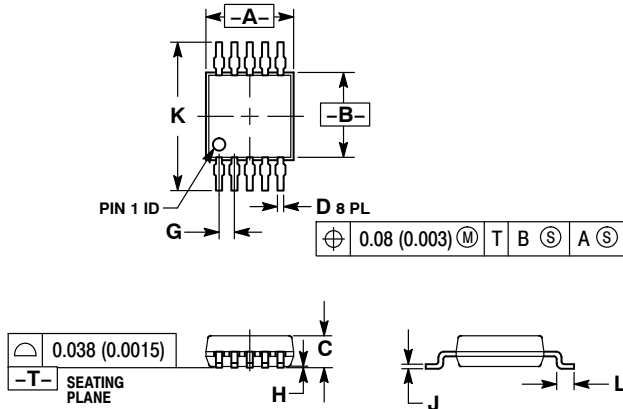 –A–
K
–B–
PIN 1 ID
G
D 8 PL
⌖ 0.08 (0.003) Ⓜ T B Ⓢ A Ⓢ
⌓ 0.038 (0.0015)
–T– SEATING
PLANE
C
H
J
L